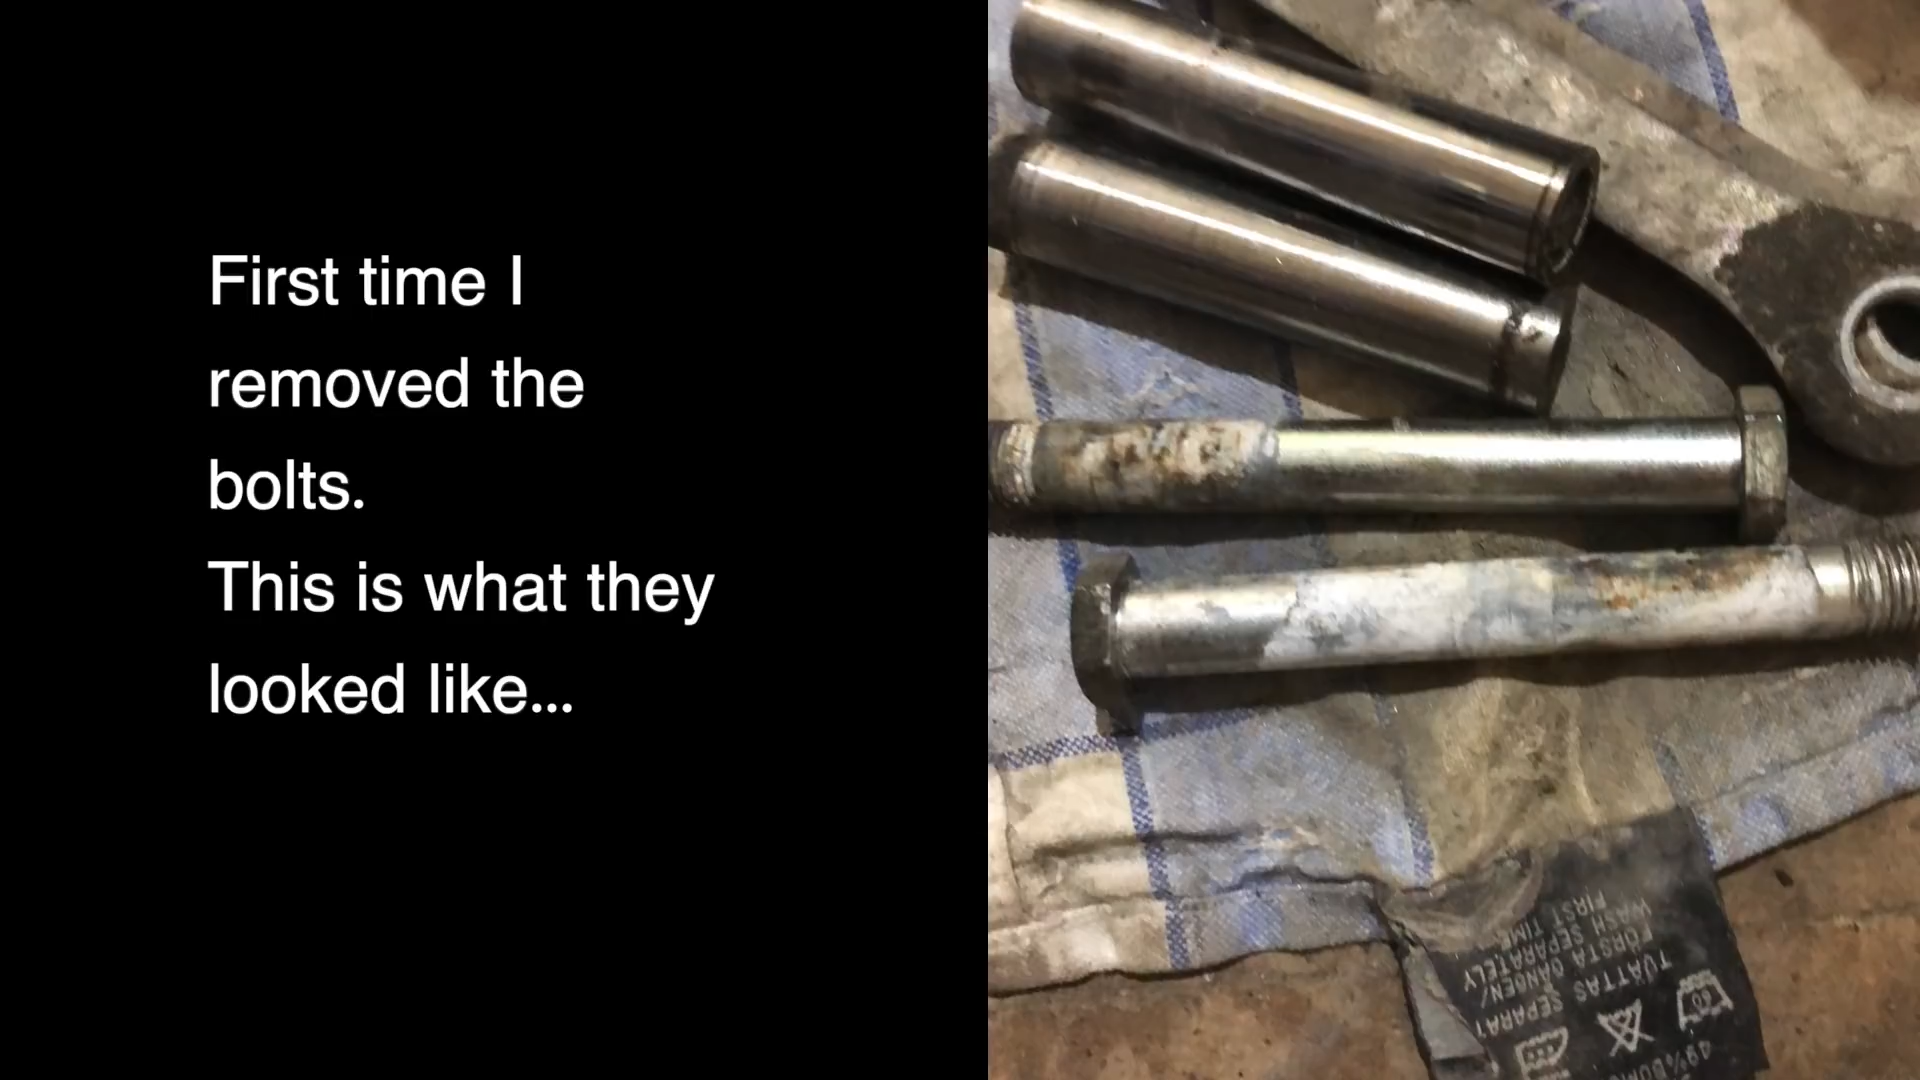 First time I
removed the
bolts.
This is what they
looked like...
TVÄTTAS SEPARAT
FÖRSTA GÅNGEN/
WASH SEPARATELY
FIRST TIME